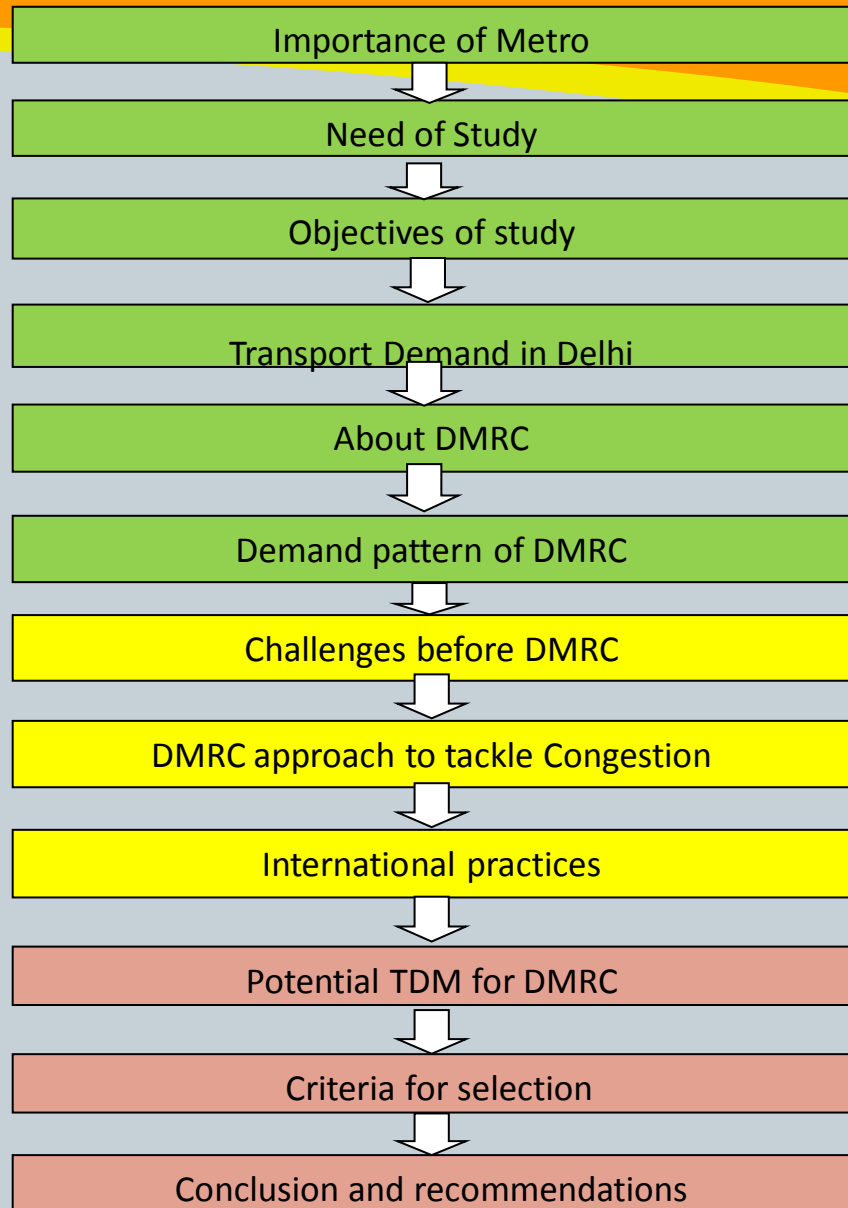 Importance of Metro
Need of Study
Objectives of study
Transport Demand in Delhi
About DMRC
Demand pattern of DMRC
Challenges before DMRC
DMRC approach to tackle Congestion
International practices
Potential TDM for DMRC
Criteria for selection
Conclusion and recommendations